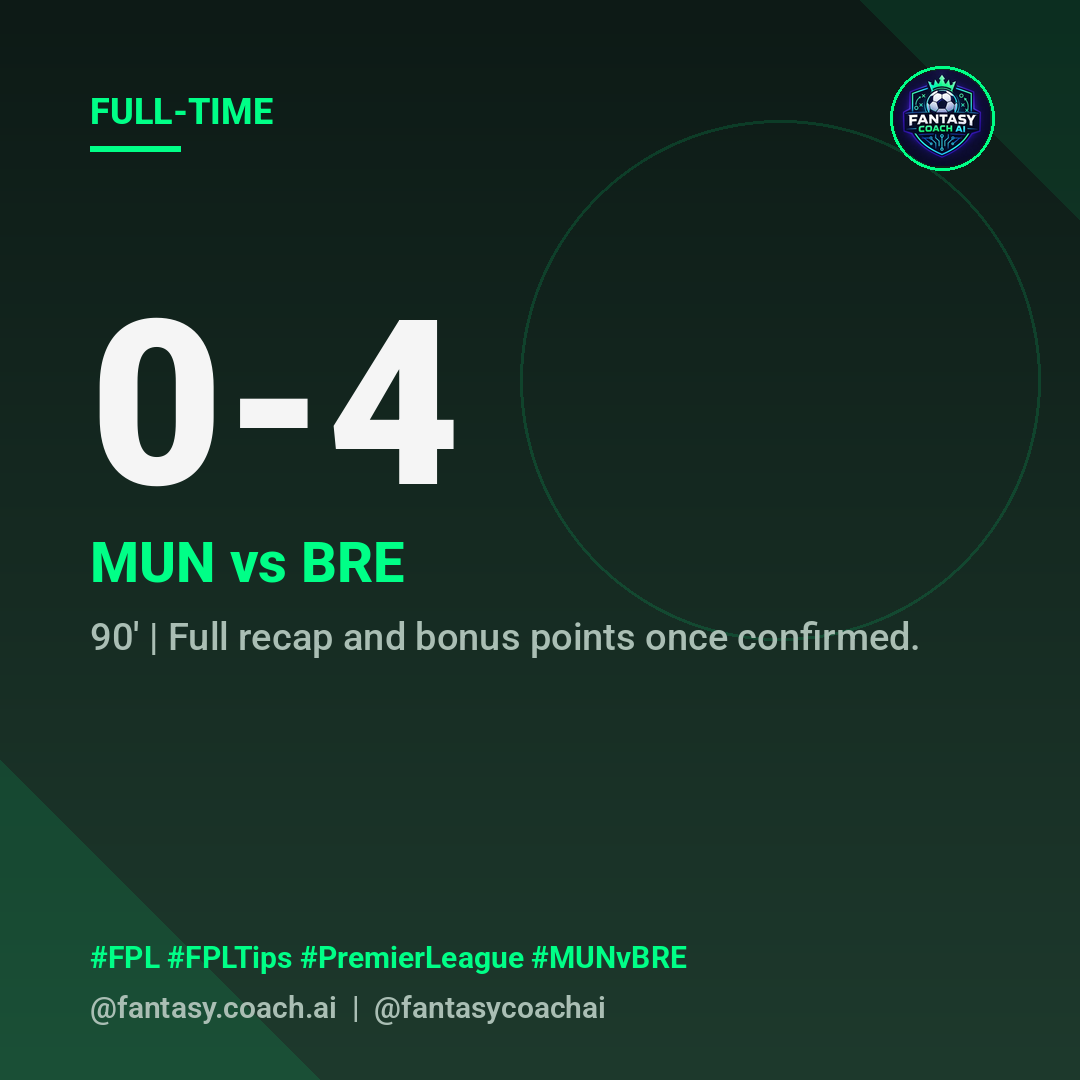 FULL-TIME
FANTASY
COACH AI
0-4
MUN vs BRE
90' | Full recap and bonus points once confirmed.
#FPL #FPLTips #PremierLeague #MUNvBRE
@fantasy.coach.ai | @fantasycoachai